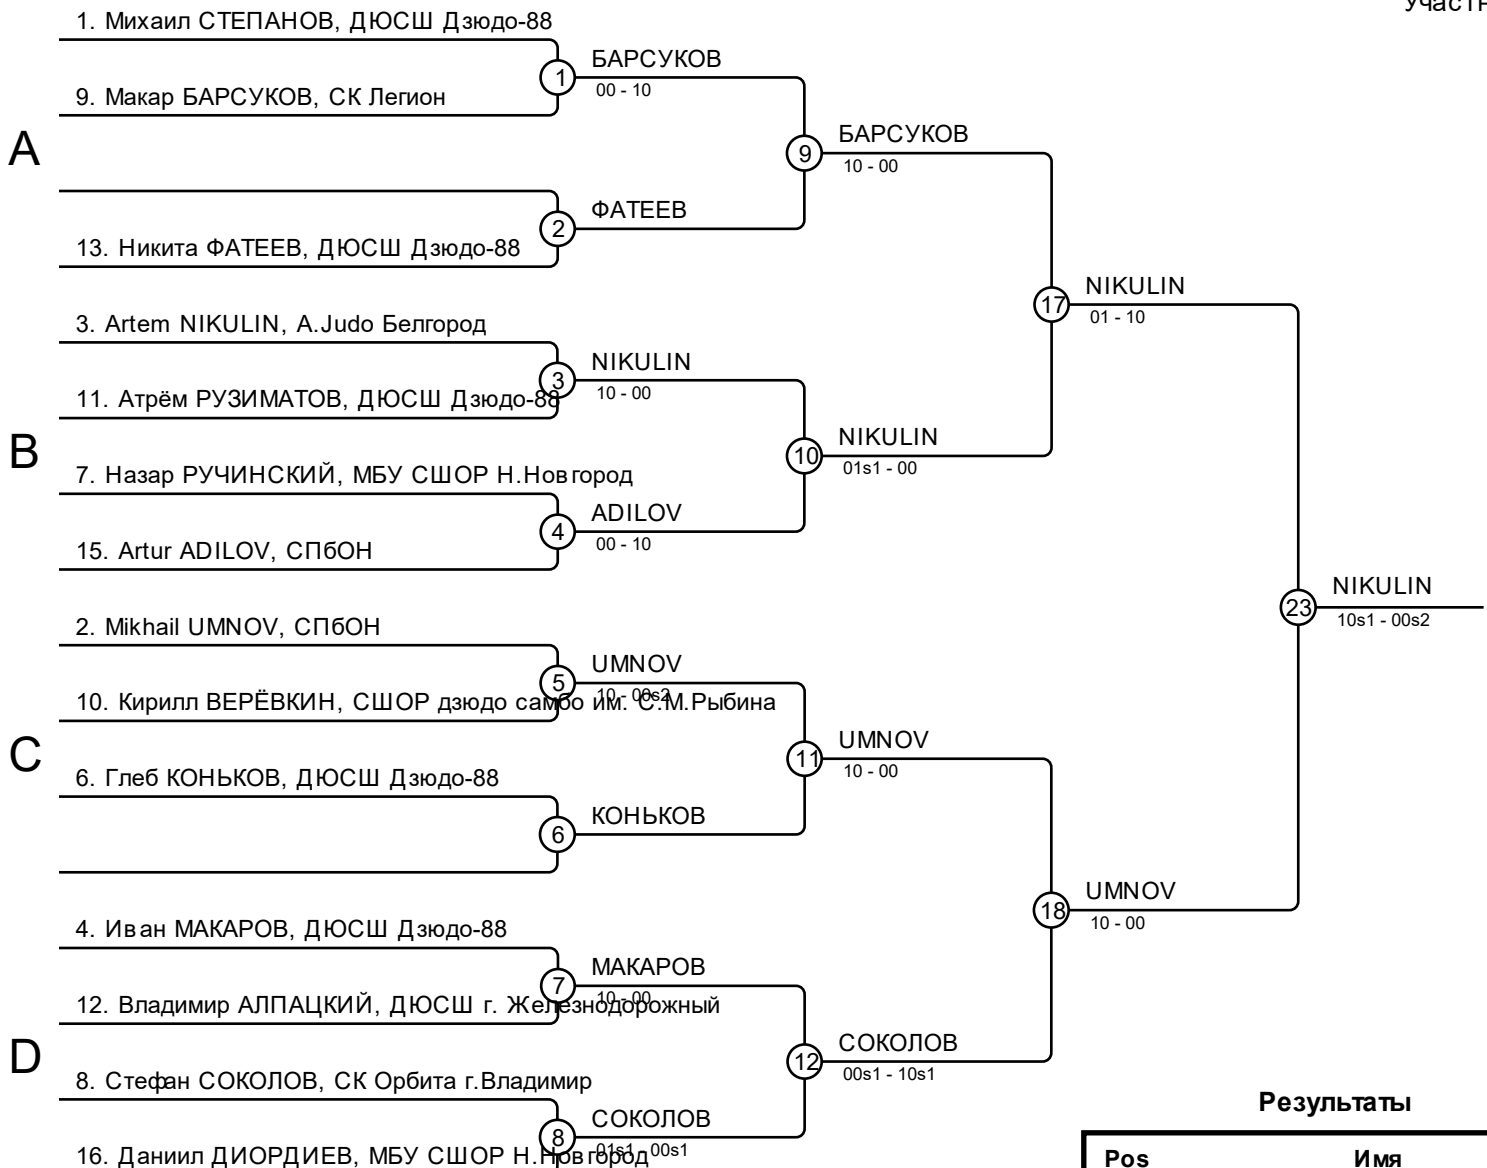 Участн
1. Михаил СТЕПАНОВ, ДЮСШ Дзюдо-88
1
БАРСУКОВ
00 - 10
9. Макар БАРСУКОВ, СК Легион
A
9
БАРСУКОВ
10 - 00
2
ФАТЕЕВ
13. Никита ФАТЕЕВ, ДЮСШ Дзюдо-88
17
NIKULIN
01 - 10
3. Artem NIKULIN, A.Judo Белгород
3
NIKULIN
10 - 00
11. Атрём РУЗИМАТОВ, ДЮСШ Дзюдо-88
B
10
NIKULIN
01s1 - 00
7. Назар РУЧИНСКИЙ, МБУ СШОР Н.Новгород
4
ADILOV
00 - 10
15. Artur ADILOV, СПбОН
23
NIKULIN
10s1 - 00s2
2. Mikhail UMNOV, СПбОН
5
UMNOV
10 - 00s2
10. Кирилл ВЕРЁВКИН, СШОР дзюдо самбо им. С.М.Рыбина
C
11
UMNOV
10 - 00
6. Глеб КОНЬКОВ, ДЮСШ Дзюдо-88
6
КОНЬКОВ
18
UMNOV
10 - 00
4. Иван МАКАРОВ, ДЮСШ Дзюдо-88
7
МАКАРОВ
10 - 00
12. Владимир АЛПАЦКИЙ, ДЮСШ г. Железнодорожный
D
12
СОКОЛОВ
00s1 - 10s1
8. Стефан СОКОЛОВ, СК Орбита г.Владимир
8
СОКОЛОВ
01s1 - 00s1
16. Даниил ДИОРДИЕВ, МБУ СШОР Н.Новгород
Результаты
Pos Имя